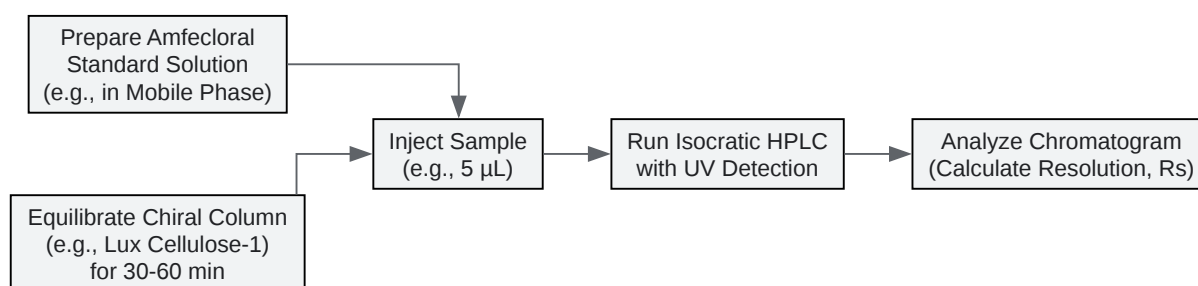 Prepare Amfecloral
Standard Solution
(e.g., in Mobile Phase)
Equilibrate Chiral Column
(e.g., Lux Cellulose-1)
for 30-60 min
Inject Sample
(e.g., 5 µL)
Run Isocratic HPLC
with UV Detection
Analyze Chromatogram
(Calculate Resolution, Rs)